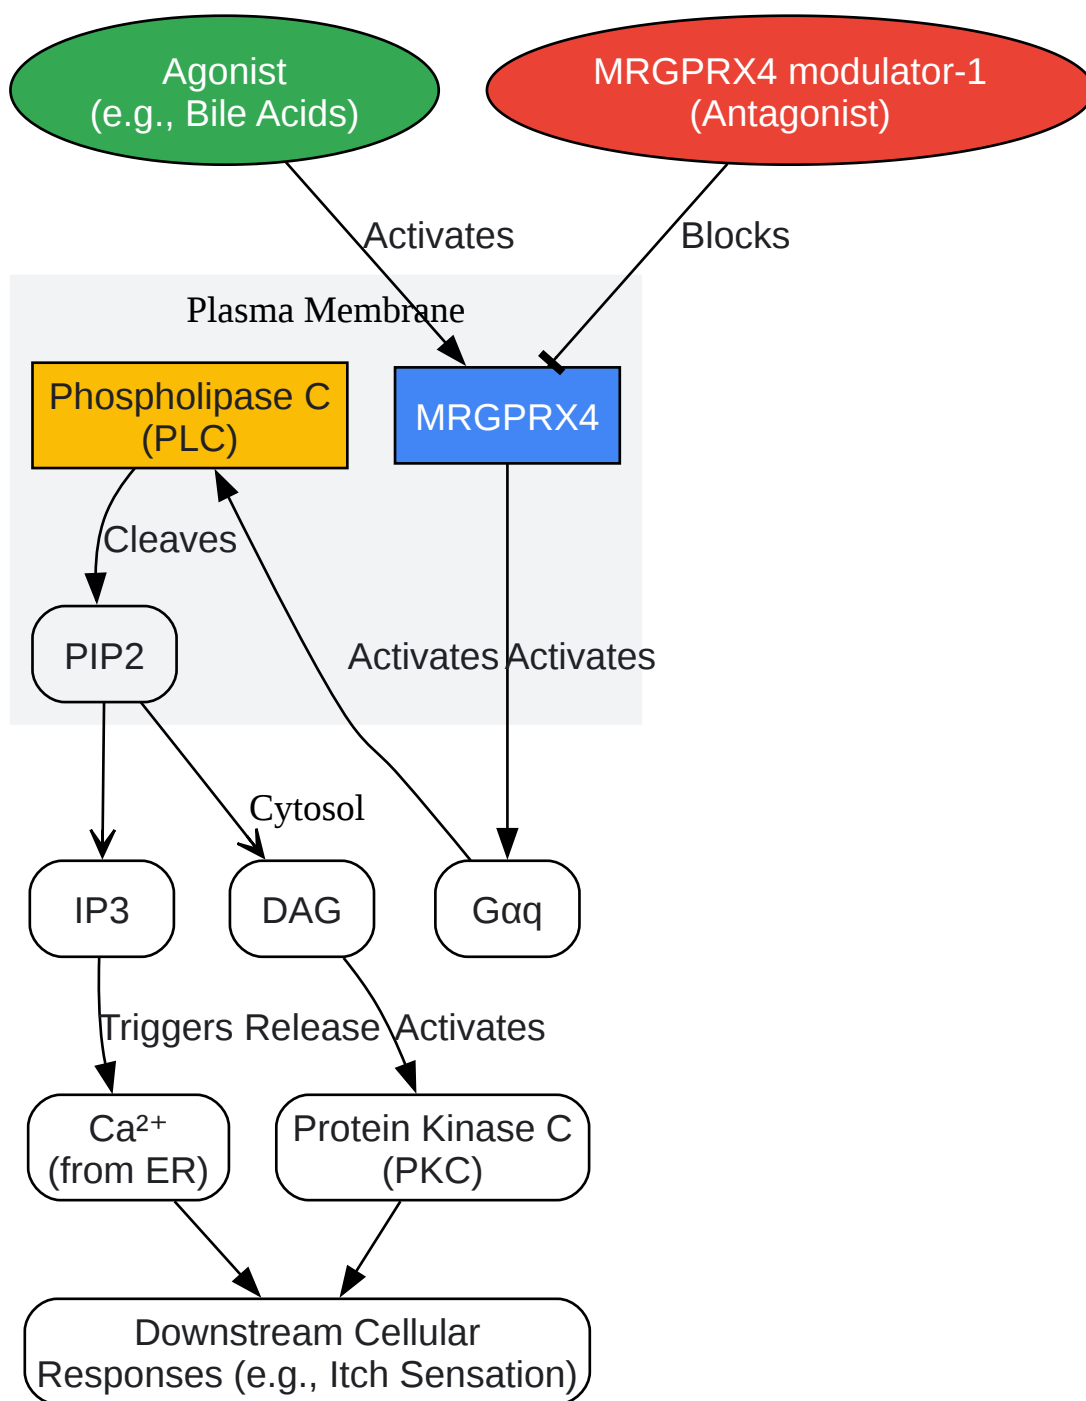 Agonist
(e.g., Bile Acids)
MRGPRX4 modulator-1
(Antagonist)
Activates
Blocks
Plasma Membrane
Phospholipase C
(PLC)
MRGPRX4
Cleaves
PIP2
Activates
Activates
Cytosol
IP3
DAG
Gαq
Triggers Release
Activates
Ca²⁺
(from ER)
Protein Kinase C
(PKC)
Downstream Cellular
Responses (e.g., Itch Sensation)